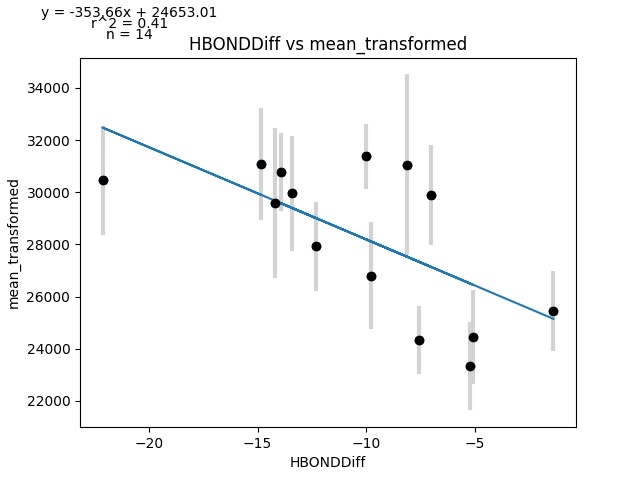 y = -353.66x + 24653.01
r^2 = 0.41
n = 14
HBONDDiff vs mean_transformed
34000
32000
30000
28000
26000
24000
22000
mean_transformed
−20
−15
−10
−5
HBONDDiff